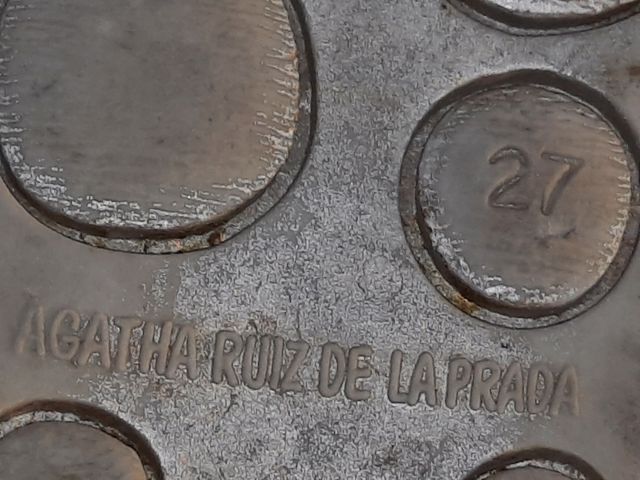 27
AGATHA RUIZ DE LA PRADA